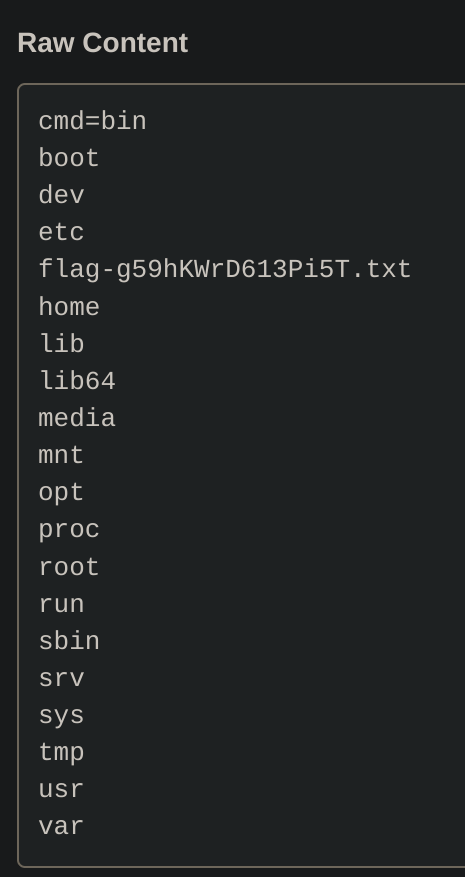 Raw Content
cmd=bin
boot
dev
etc
flag-g59hKWrD613Pi5T.txt
home
lib
lib64
media
mnt
opt
proc
root
run
sbin
srv
sys
tmp
usr
var